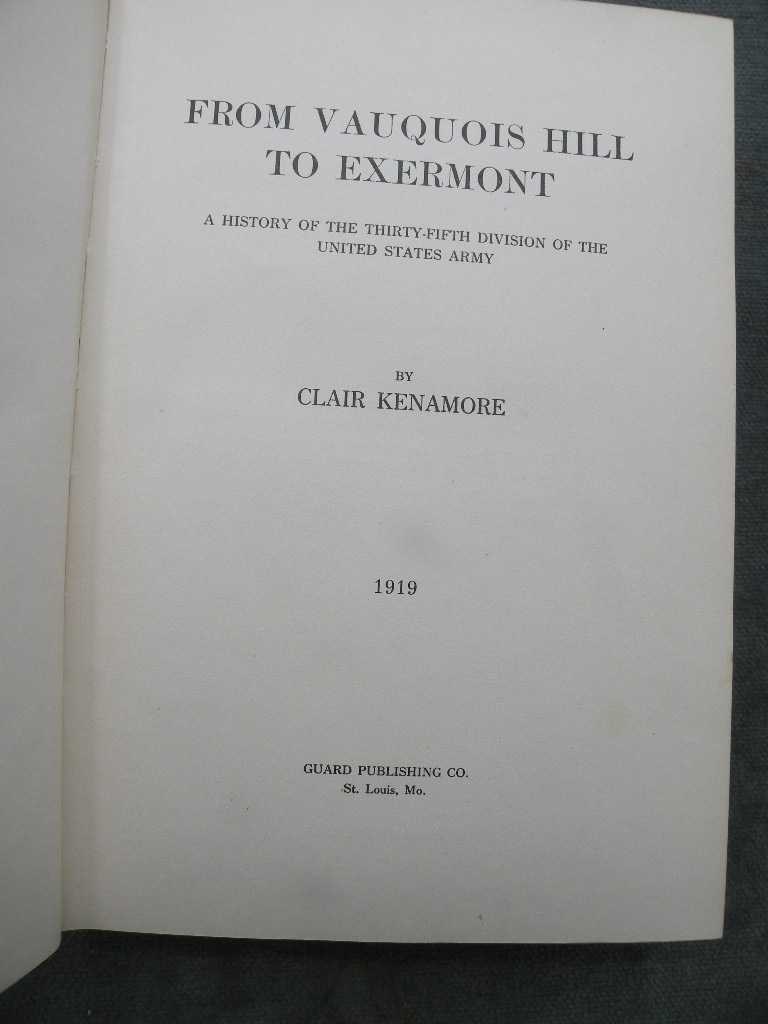 FROM VAUQUOIS HILL
TO EXERMONT
A HISTORY OF THE THIRTY-FIFTH DIVISION OF THE
UNITED STATES ARMY
BY
CLAIR KENAMORE
1919
GUARD PUBLISHING CO.
St. Louis, Mo.